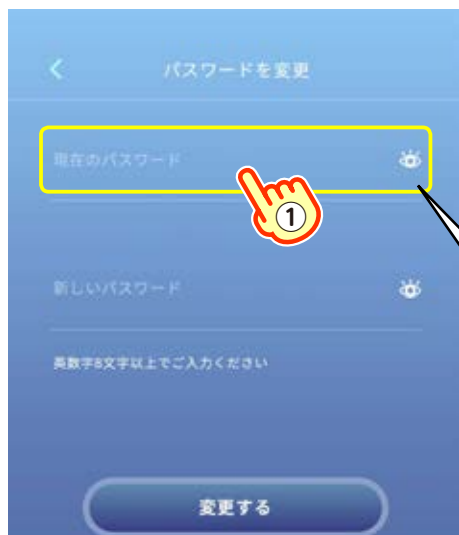 パスワードを変更
現在のパスワード
①
新しいパスワード
英数字8文字以上でご入力ください
変更する